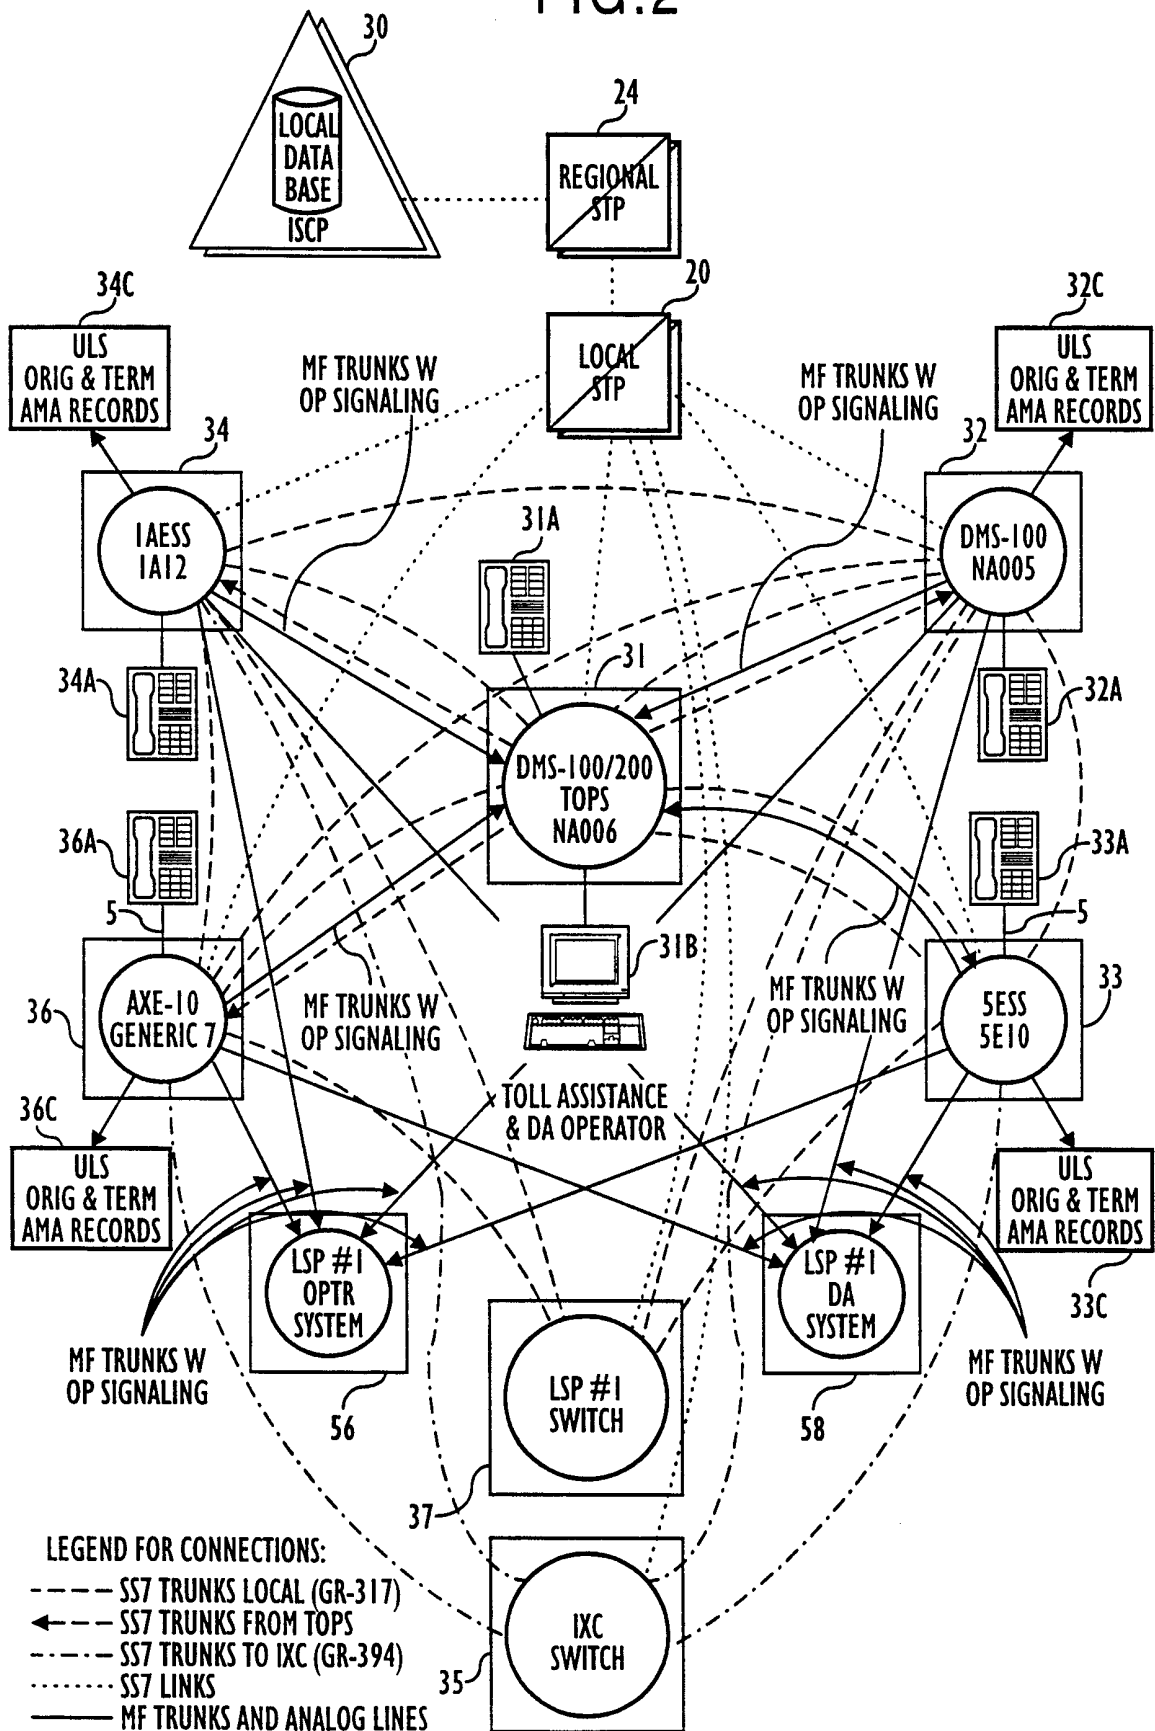 FIG.2
30
24
LOCAL
DATA
BASE
ISCP
REGIONAL
STP
34C
20
32C
ULS
ORIG & TERM
AMA RECORDS
MF TRUNKS W
OP SIGNALING
LOCAL
STP
MF TRUNKS W
OP SIGNALING
ULS
ORIG & TERM
AMA RECORDS
34
32
1AESS
1A12
31A
DMS-100
NA005
31
34A
32A
DMS-100/200
TOPS
NA006
36A
33A
5
5
31B
36
AXE-10
GENERIC 7
MF TRUNKS W
OP SIGNALING
MF TRUNKS W
OP SIGNALING
5ESS
5E10
33
TOLL ASSISTANCE
& DA OPERATOR
36C
ULS
ORIG & TERM
AMA RECORDS
ULS
ORIG & TERM
AMA RECORDS
33C
LSP #1
OPTR
SYSTEM
LSP #1
DA
SYSTEM
MF TRUNKS W
OP SIGNALING
MF TRUNKS W
OP SIGNALING
56
58
LSP #1
SWITCH
37
LEGEND FOR CONNECTIONS:
SS7 TRUNKS LOCAL (GR-317)
SS7 TRUNKS FROM TOPS
SS7 TRUNKS TO IXC (GR-394)
SS7 LINKS
MF TRUNKS AND ANALOG LINES
IXC
SWITCH
35